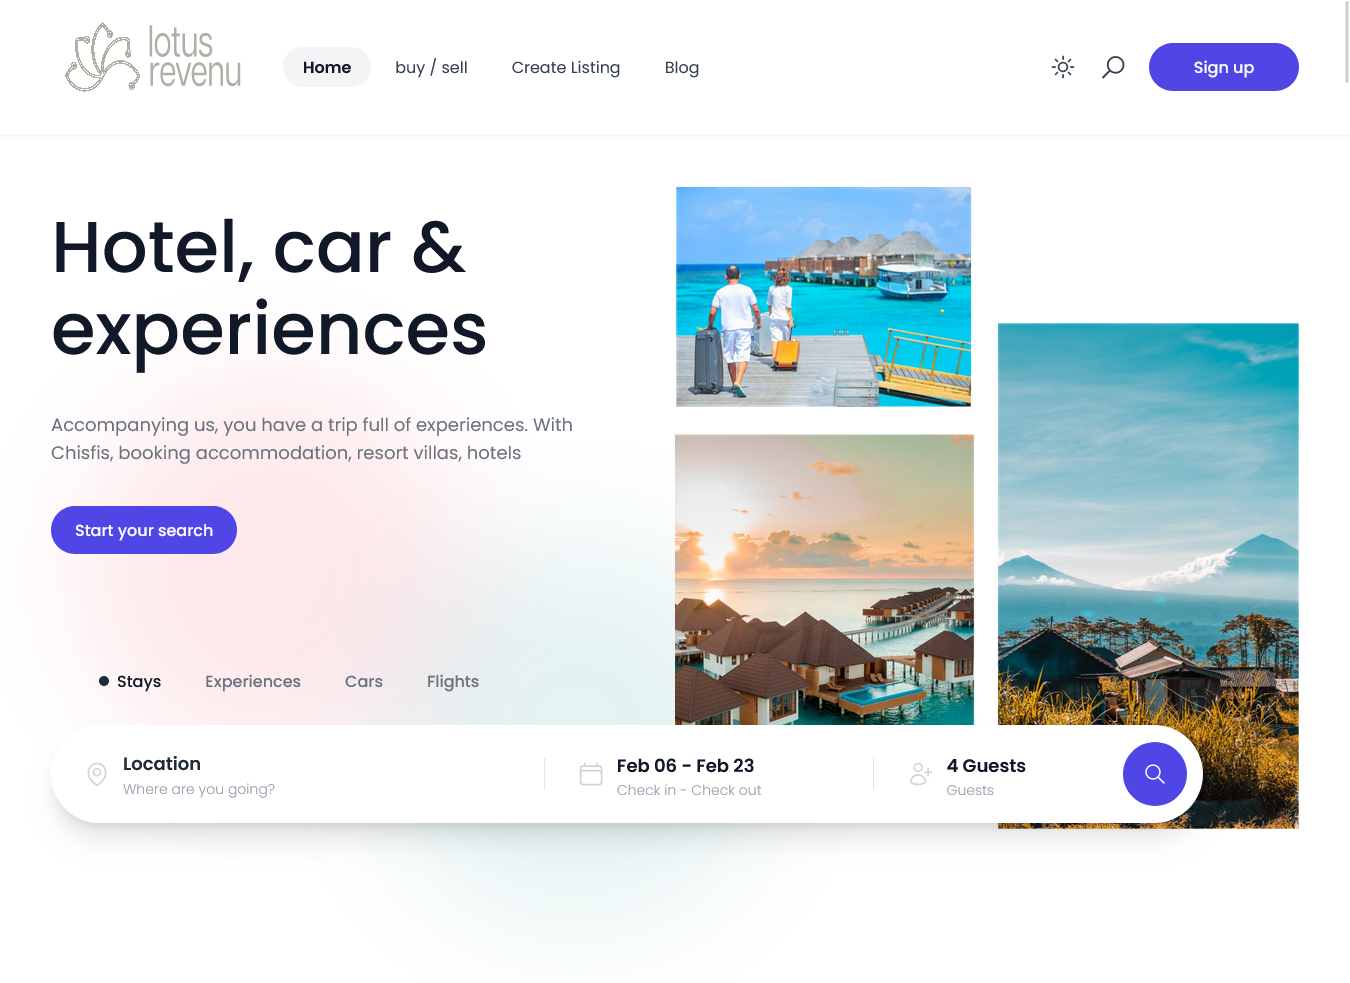 lotus
revenu
Home
buy / sell
Create Listing
Blog
Sign up
Hotel, car &
experiences
Accompanying us, you have a trip full of experiences. With
Chisfis, booking accommodation, resort villas, hotels
Start your search
Stays
Experiences
Cars
Flights
Location
Where are you going?
Feb 06 - Feb 23
Check in - Check out
4 Guests
Guests